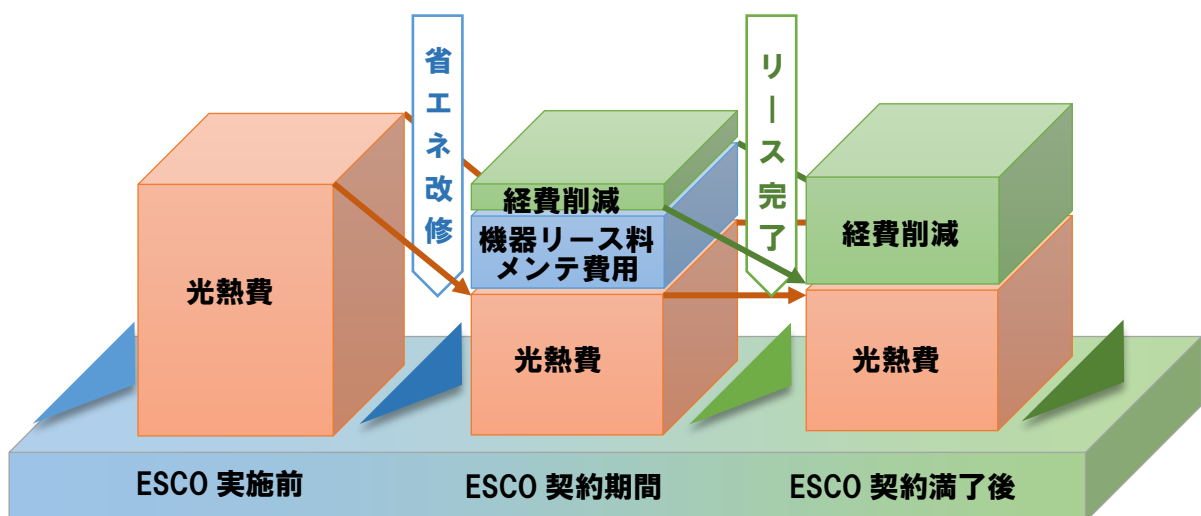 省エネ改修
リース完了
光熱費
経費削減
機器リース料
メンテ費用
光熱費
経費削減
光熱費
ESCO 実施前
ESCO 契約期間
ESCO 契約満了後